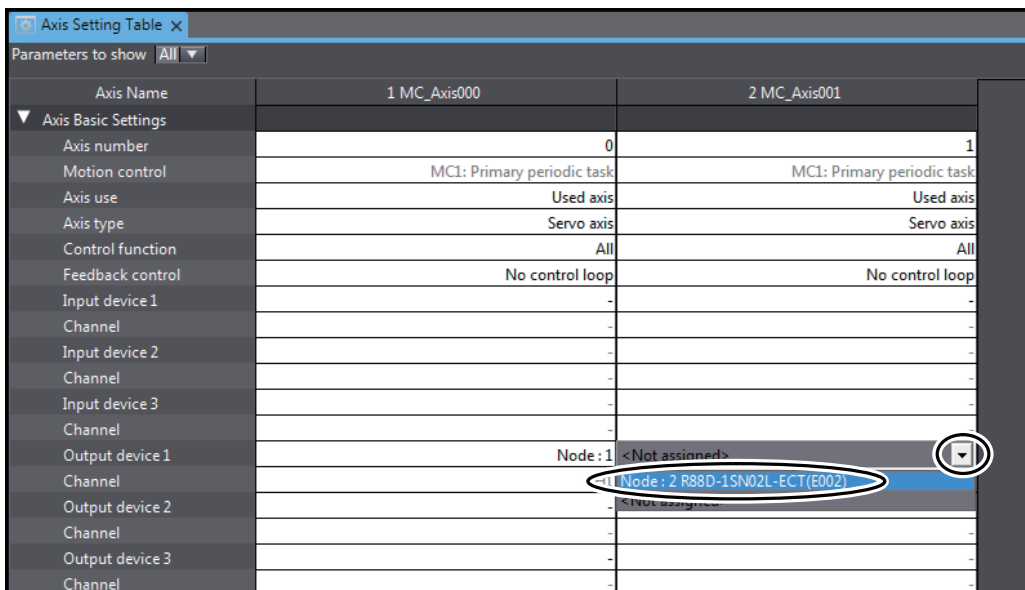 Axis Setting Table ×
Parameters to show All ▼
Axis Name 1 MC_Axis000 2 MC_Axis001
▼ Axis Basic Settings
Axis number 0 1
Motion control MC1: Primary periodic task MC1: Primary periodic task
Axis use Used axis Used axis
Axis type Servo axis Servo axis
Control function All All
Feedback control No control loop No control loop
Input device 1 - -
Channel - -
Input device 2 - -
Channel - -
Input device 3 - -
Channel - -
Output device 1 Node : 1 <Not assigned> ▼
Channel Node : 2 R88D-1SN02L-ECT(E002)
Output device 2 - <Not assigned>
Channel - -
Output device 3 - -
Channel - -